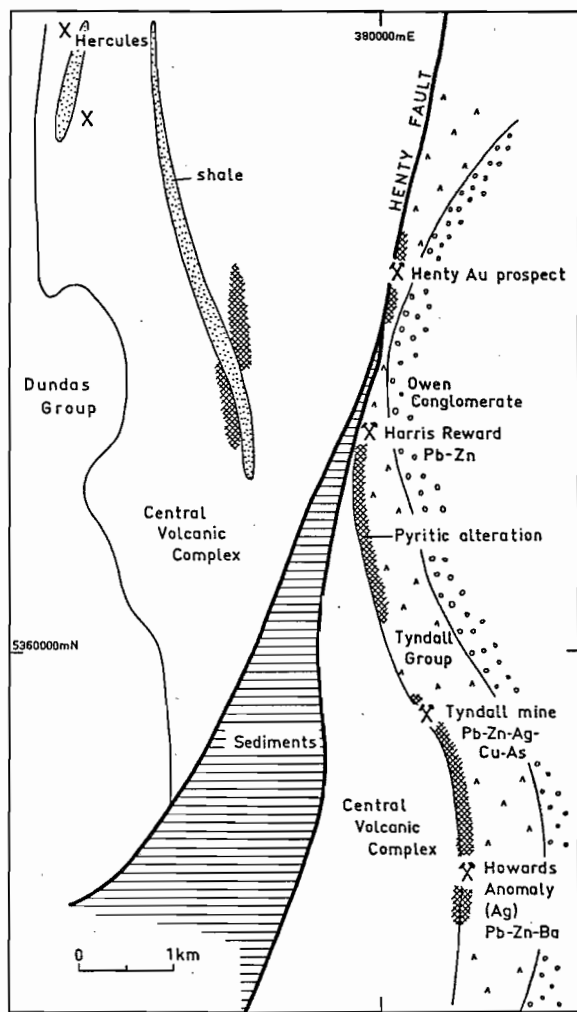 380000mE
X
Hercules
X
HENTY FAULT
shale
Henty Au prospect
Dundas
Group
Owen
Conglomerate
Harris Reward
Pb-Zn
Central
Volcanic
Complex
Pyritic alteration
5360000mN
Tyndall
Group
Tyndall mine
Pb-Zn-Ag-
Cu-As
Sediments
Central
Volcanic
Complex
Howards
Anomaly
(Ag)
Pb-Zn-Ba
0 1km